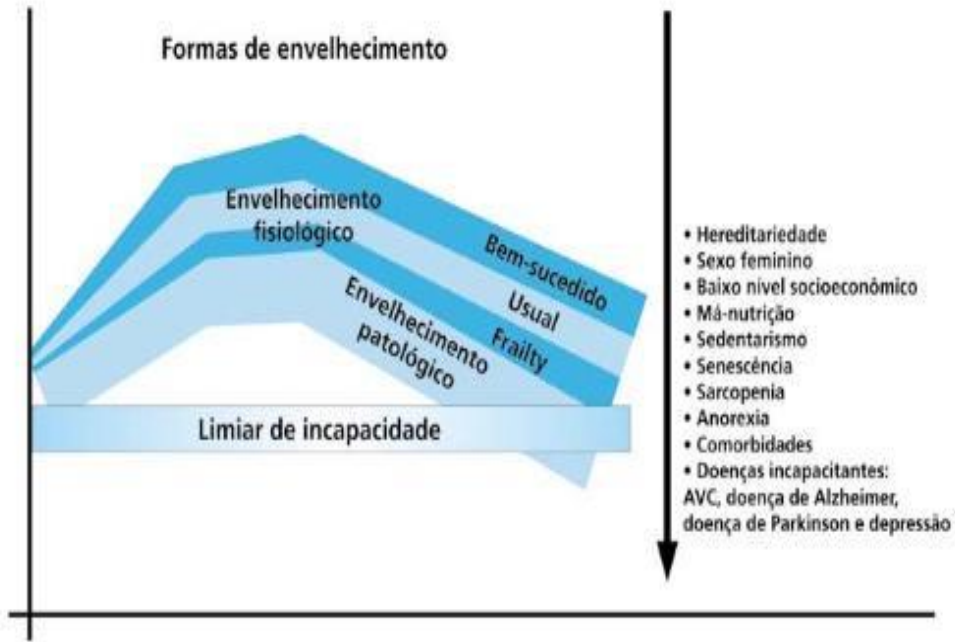 Formas de envelhecimento
Envelhecimento
fisiológico
Bem-sucedido
Usual
Frailty
Envelhecimento
patológico
Limiar de incapacidade
• Hereditariedade
• Sexo feminino
• Baixo nível socioeconômico
• Má-nutrição
• Sedentarismo
• Senescência
• Sarcopenia
• Anorexia
• Comorbidades
• Doenças incapacitantes:
AVC, doença de Alzheimer,
doença de Parkinson e depressão